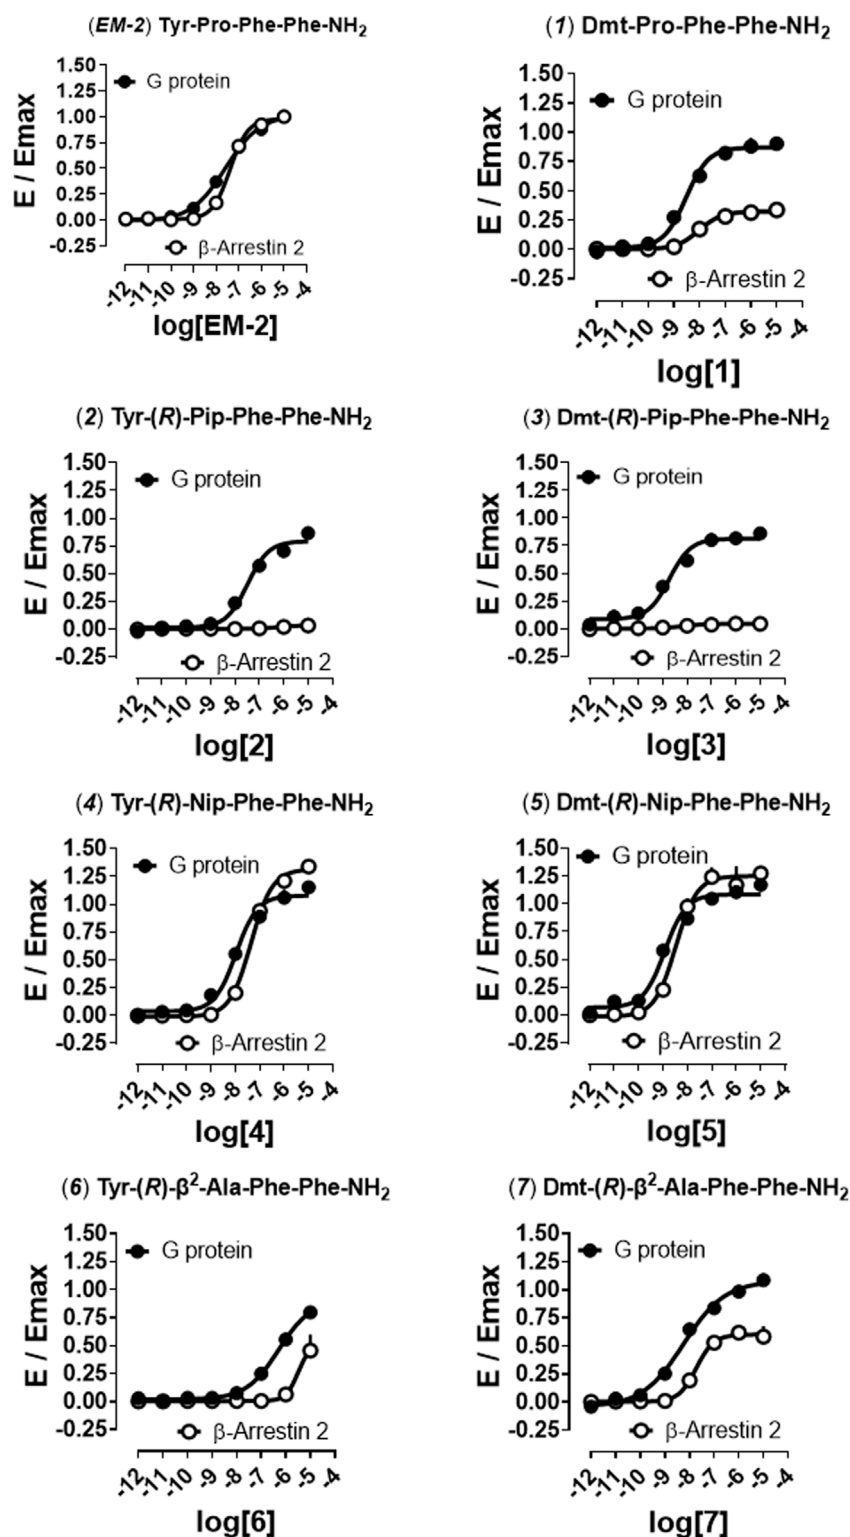 (EM-2) Tyr-Pro-Phe-Phe-NH2
1.50
1.25
1.00
0.75
0.50
0.25
0.00
-0.25
E / Emax
G protein
β-Arrestin 2
-12 -11 -10 -9 -8 -7 -6 -5 -4
log[EM-2]
(1) Dmt-Pro-Phe-Phe-NH2
1.50
1.25
1.00
0.75
0.50
0.25
0.00
-0.25
E / Emax
G protein
β-Arrestin 2
-12 -11 -10 -9 -8 -7 -6 -5 -4
log[1]
(2) Tyr-(R)-Pip-Phe-Phe-NH2
1.50
1.25
1.00
0.75
0.50
0.25
0.00
-0.25
E / Emax
G protein
β-Arrestin 2
-12 -11 -10 -9 -8 -7 -6 -5 -4
log[2]
(3) Dmt-(R)-Pip-Phe-Phe-NH2
1.50
1.25
1.00
0.75
0.50
0.25
0.00
-0.25
E / Emax
G protein
β-Arrestin 2
-12 -11 -10 -9 -8 -7 -6 -5 -4
log[3]
(4) Tyr-(R)-Nip-Phe-Phe-NH2
1.50
1.25
1.00
0.75
0.50
0.25
0.00
-0.25
E / Emax
G protein
β-Arrestin 2
-12 -11 -10 -9 -8 -7 -6 -5 -4
log[4]
(5) Dmt-(R)-Nip-Phe-Phe-NH2
1.50
1.25
1.00
0.75
0.50
0.25
0.00
-0.25
E / Emax
G protein
β-Arrestin 2
-12 -11 -10 -9 -8 -7 -6 -5 -4
log[5]
(6) Tyr-(R)-β2-Ala-Phe-Phe-NH2
1.50
1.25
1.00
0.75
0.50
0.25
0.00
-0.25
E / Emax
G protein
β-Arrestin 2
-12 -11 -10 -9 -8 -7 -6 -5 -4
log[6]
(7) Dmt-(R)-β2-Ala-Phe-Phe-NH2
1.50
1.25
1.00
0.75
0.50
0.25
0.00
-0.25
E / Emax
G protein
β-Arrestin 2
-12 -11 -10 -9 -8 -7 -6 -5 -4
log[7]